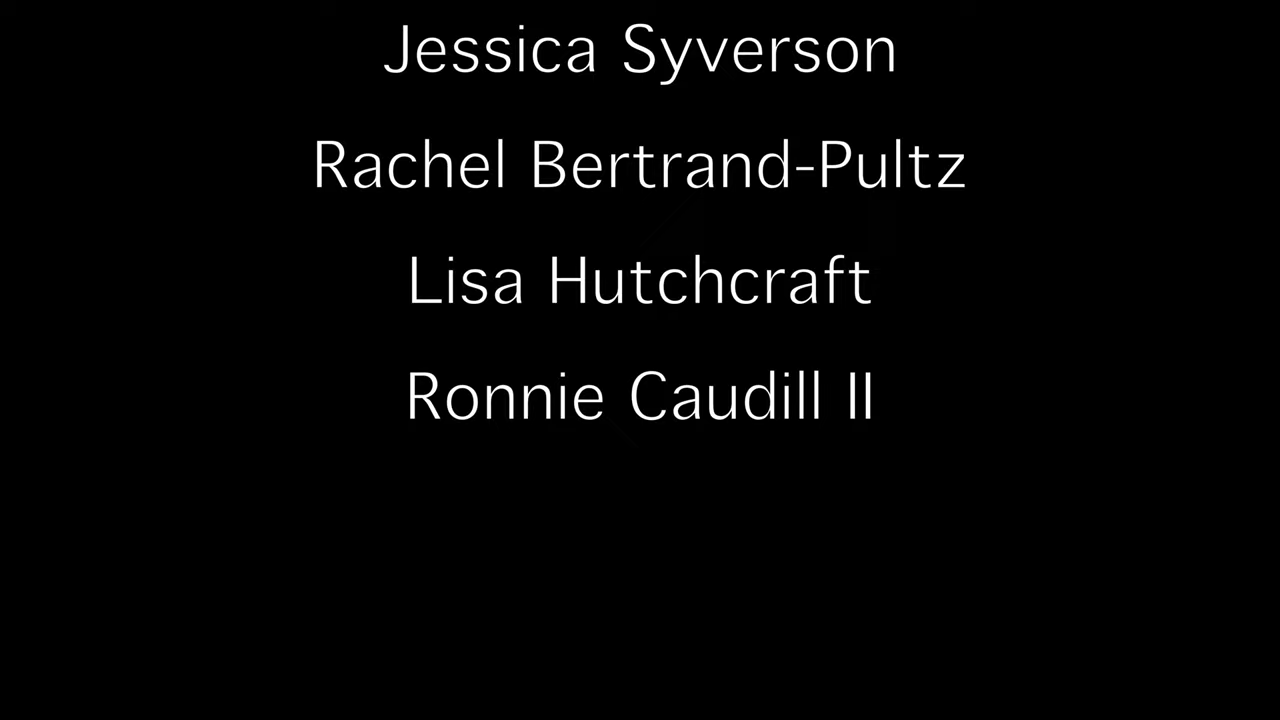 Jessica Syverson
Rachel Bertrand-Pultz
Lisa Hutchcraft
Ronnie Caudill II